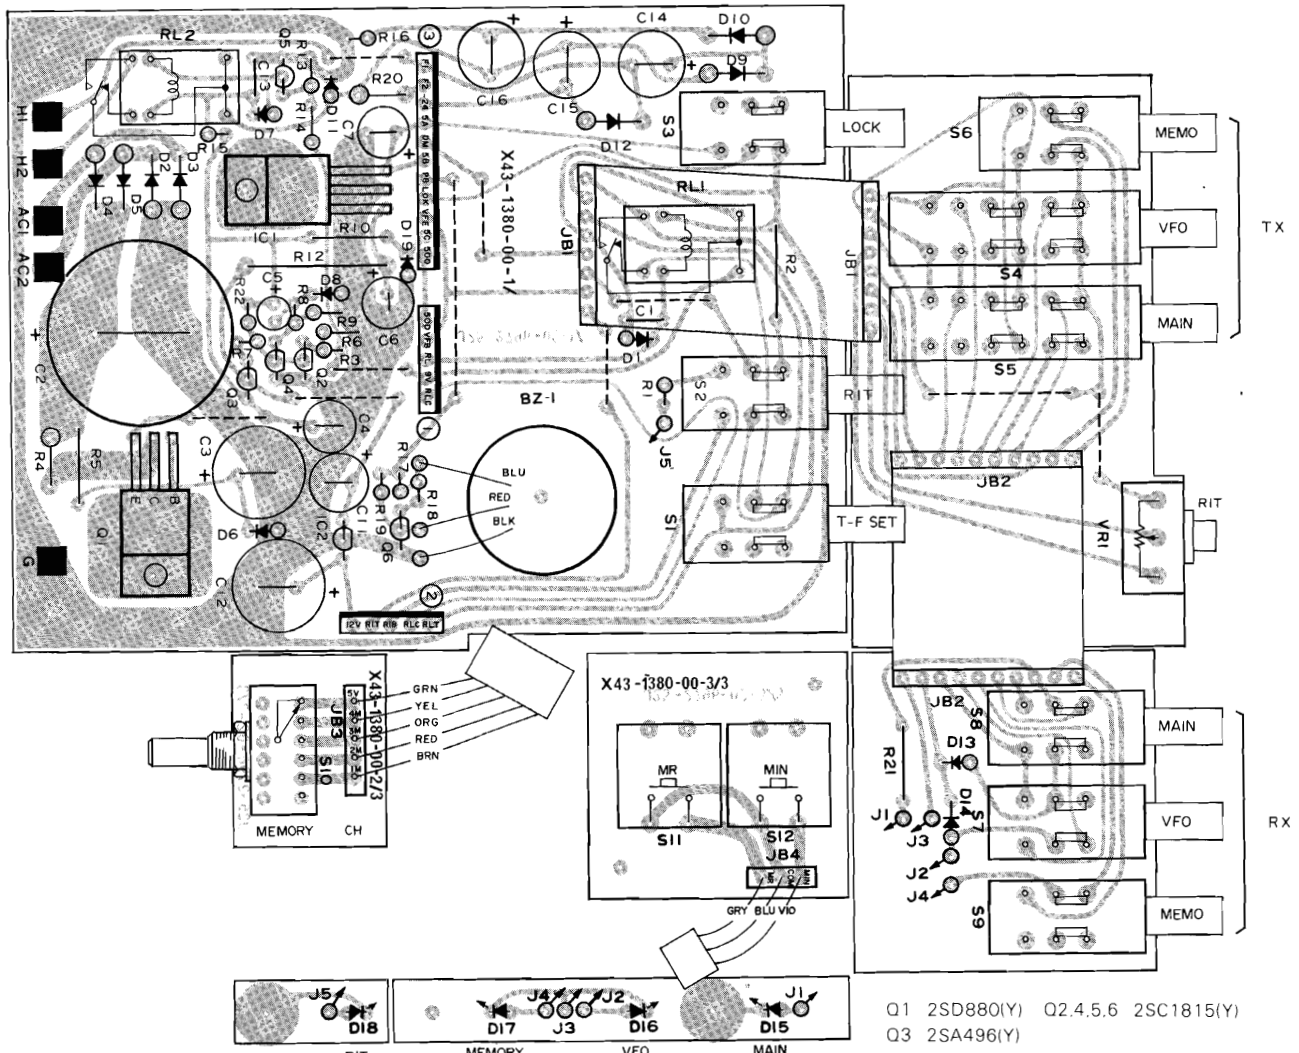 RL2
Q5
R13
R16
3
C14
D10
D9
H1
H2
AC1
AC2
C13
D7
R14
D11
R20
C7
C16
C15
D12
S3
LOCK
S6
MEMO
R15
D4
D5
D2
D3
IC1
R10
D19
X43-1380-00-1/
JB1
RL1
R2
JB1
VFO
S4
TX
MAIN
S5
R12
R22
C5
R8
D8
R9
R6
R3
C6
R7
Q3
Q4
Q2
C2
C1
D1
R1
S2
RIT
J5
BZ-1
1
C4
C3
R4
R5
E C B
Q1
R17
R18
R19
Q6
BLU
RED
BLK
S1
T-F SET
JB2
VR1
RIT
D6
IC2
C11
2
G
12V RIT RIB RLC RLT
GRN
YEL
ORG
RED
BRN
JB3
X43-1380-00-2/3
S10
MEMORY
CH
X43-1380-00-3/3
MR
MIN
S11
S12
JB4
MR COM MIN
GRY BLU VIO
JB2
S8
MAIN
R21
D13
D14
S7
VFO
RX
J1
J3
J2
J4
S9
MEMO
J5
D18
D17
J4
J3
J2
D16
D15
J1
MEMORY
VFO
MAIN
Q1 2SD880(Y) Q2,4,5,6 2SC1815(Y)
Q3 2SA496(Y)